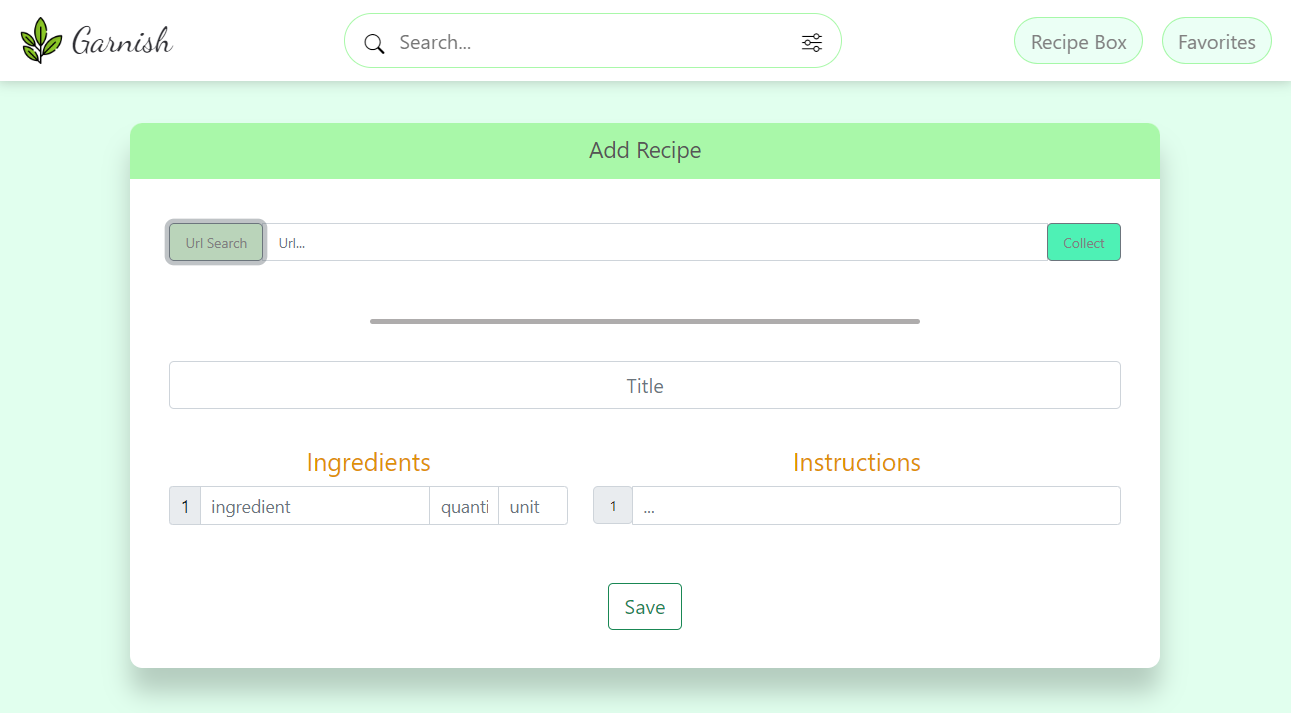 Garnish
Search...
Recipe Box
Favorites
Add Recipe
Url Search
Url...
Collect
Title
Ingredients
Instructions
1 ingredient quanti unit
1 ...
Save